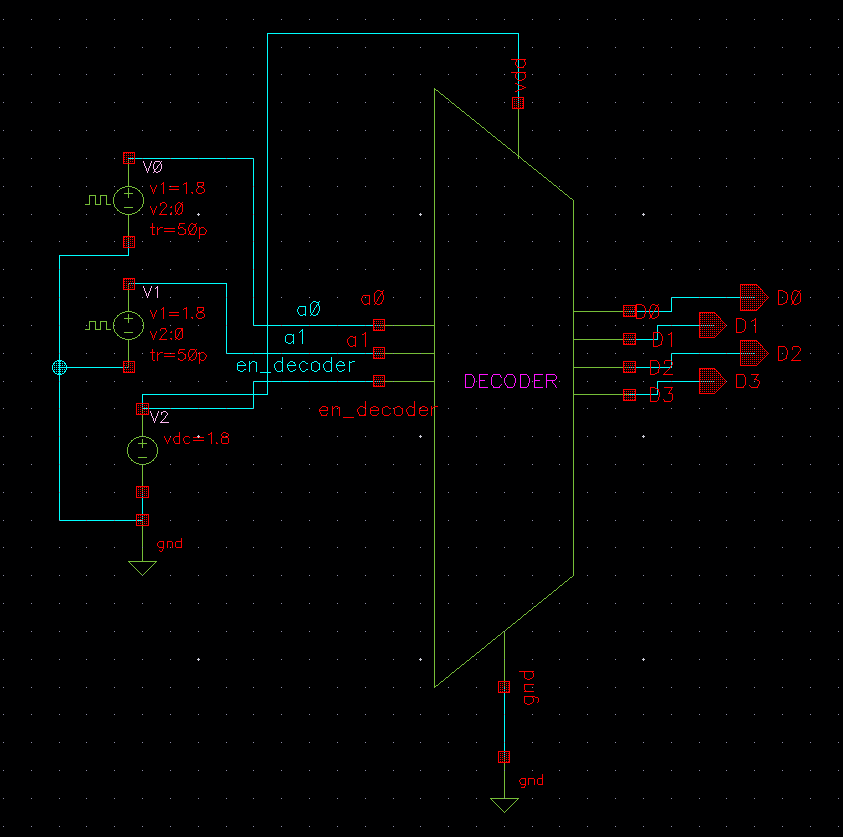 vdd
V0
v1=1.8
v2:0
tr=50p
V1
v1=1.8
v2:0
tr=50p
a0
a0
a1
a1
en_decoder
en_decoder
V2
vdc=1.8
gnd
DECODER
D0
D0
D1
D1
D2
D2
D3
D3
gnd
gnd